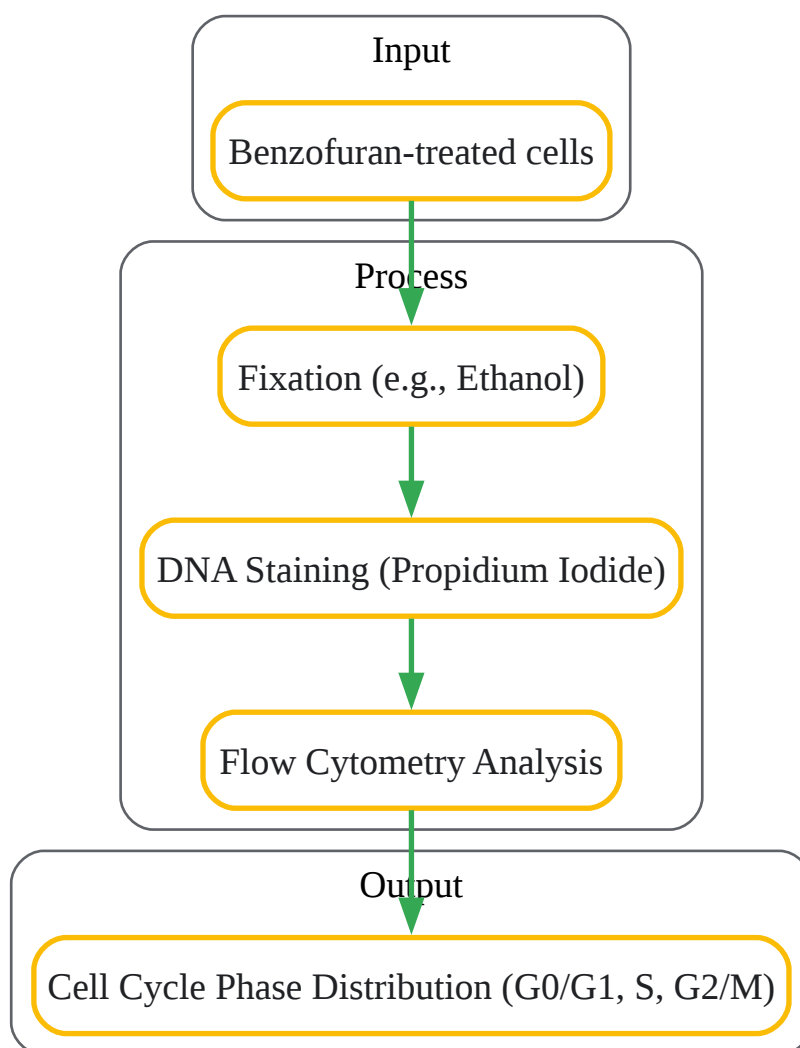 Input
Benzofuran-treated cells
Process
Fixation (e.g., Ethanol)
DNA Staining (Propidium Iodide)
Flow Cytometry Analysis
Output
Cell Cycle Phase Distribution (G0/G1, S, G2/M)